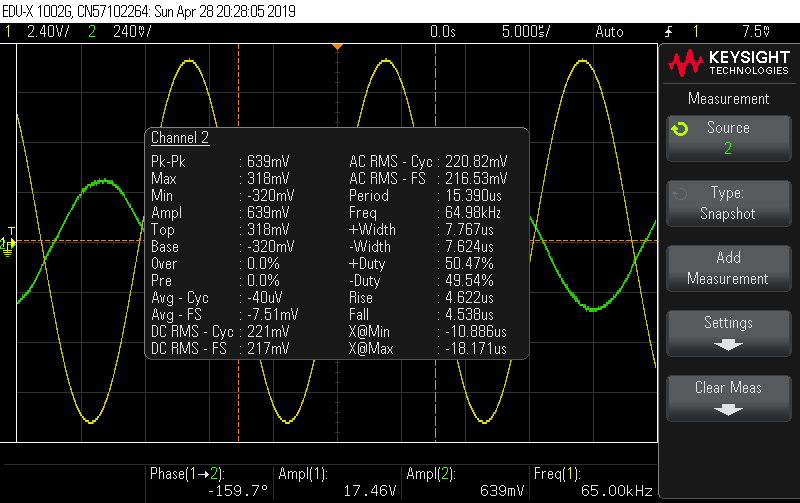 EDU-X 1002G, CN57102264: Sun Apr 28 20:28:05 2019
1 2.40V/ 2 240mV/ 0.0s 5.000us/ Auto 1 7.5V
KEYSIGHT
TECHNOLOGIES
Measurement
Source
2
Type:
Snapshot
Add
Measurement
Settings
Clear Meas
Channel 2
Pk-Pk : 639mV AC RMS - Cyc : 220.82mV
Max : 318mV AC RMS - FS : 216.53mV
Min : -320mV Period : 15.390us
Ampl : 639mV Freq : 64.98kHz
Top : 318mV +Width : 7.767us
Base : -320mV -Width : 7.624us
Over : 0.0% +Duty : 50.47%
Pre : 0.0% -Duty : 49.54%
Avg - Cyc : -40uV Rise : 4.622us
Avg - FS : -7.51mV Fall : 4.538us
DC RMS - Cyc : 221mV X@Min : -10.886us
DC RMS - FS : 217mV X@Max : -18.171us
T
2
Phase(1→2): Ampl(1): Ampl(2): Freq(1):
-159.7° 17.46V 639mV 65.00kHz